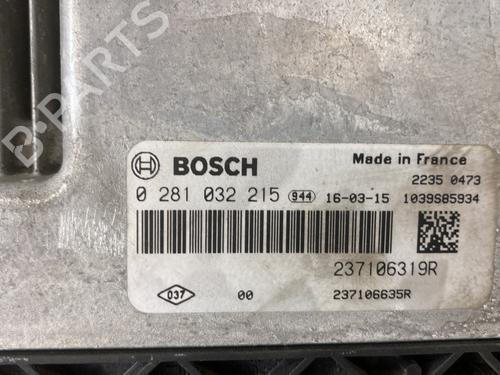 B-PARTS
BOSCH Made in France
2235 0473
0 281 032 215 944 16-03-15 1039S85934
237106319R
037 00 237106635R